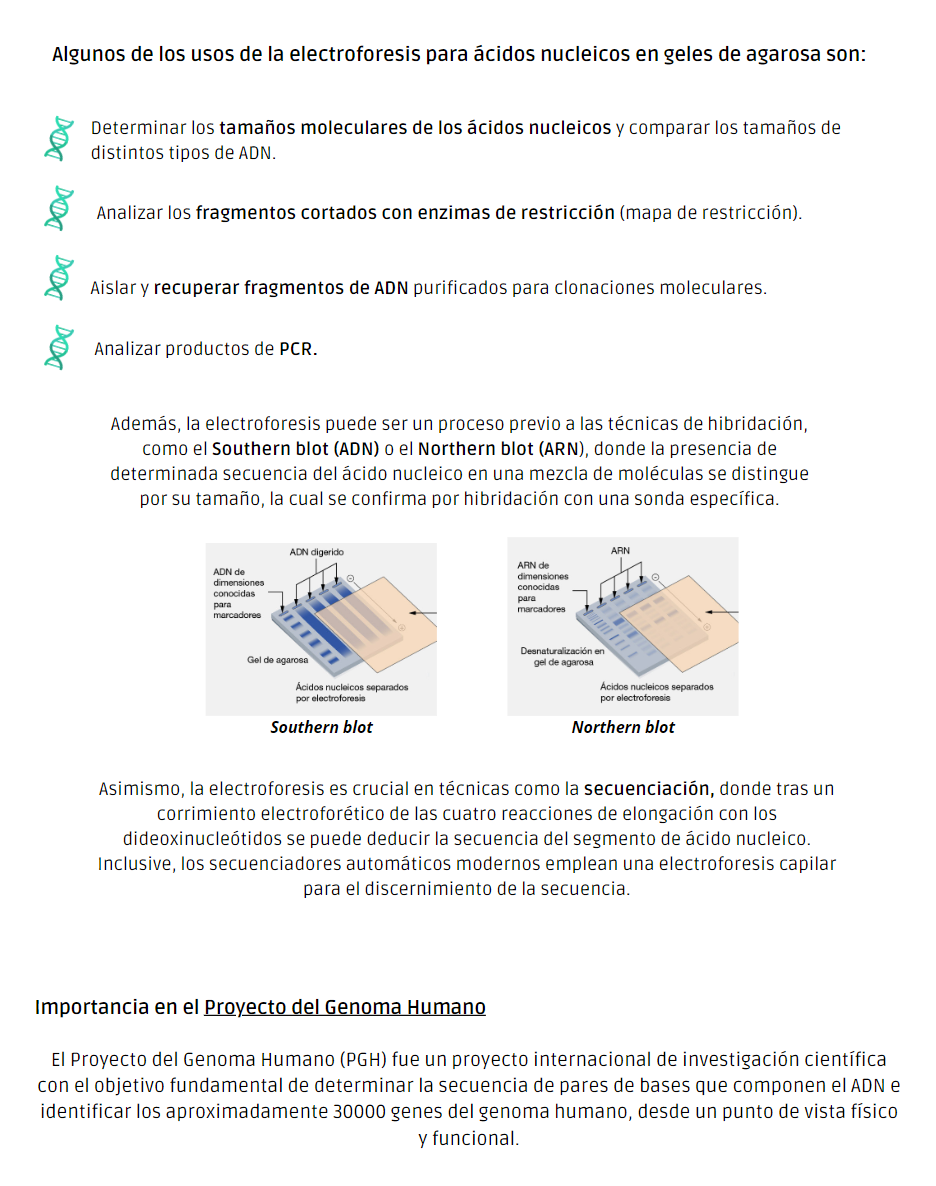 Algunos de los usos de la electroforesis para ácidos nucleicos en geles de agarosa son:
Determinar los tamaños moleculares de los ácidos nucleicos y comparar los tamaños de
distintos tipos de ADN.
Analizar los fragmentos cortados con enzimas de restricción (mapa de restricción).
Aislar y recuperar fragmentos de ADN purificados para clonaciones moleculares.
Analizar productos de PCR.
Además, la electroforesis puede ser un proceso previo a las técnicas de hibridación,
como el Southern blot (ADN) o el Northern blot (ARN), donde la presencia de
determinada secuencia del ácido nucleico en una mezcla de moléculas se distingue
por su tamaño, la cual se confirma por hibridación con una sonda específica.
ADN digerido
ADN de
dimensiones
conocidas
para
marcadores
Gel de agarosa
Ácidos nucleicos separados
por electroforesis
Southern blot
ARN
ARN de
dimensiones
conocidas
para
marcadores
Desnaturalización en
gel de agarosa
Ácidos nucleicos separados
por electroforesis
Northern blot
Asimismo, la electroforesis es crucial en técnicas como la secuenciación, donde tras un
corrimiento electroforético de las cuatro reacciones de elongación con los
dideoxinucleótidos se puede deducir la secuencia del segmento de ácido nucleico.
Inclusive, los secuenciadores automáticos modernos emplean una electroforesis capilar
para el discernimiento de la secuencia.
Importancia en el Proyecto del Genoma Humano
El Proyecto del Genoma Humano (PGH) fue un proyecto internacional de investigación científica
con el objetivo fundamental de determinar la secuencia de pares de bases que componen el ADN e
identificar los aproximadamente 30000 genes del genoma humano, desde un punto de vista físico
y funcional.